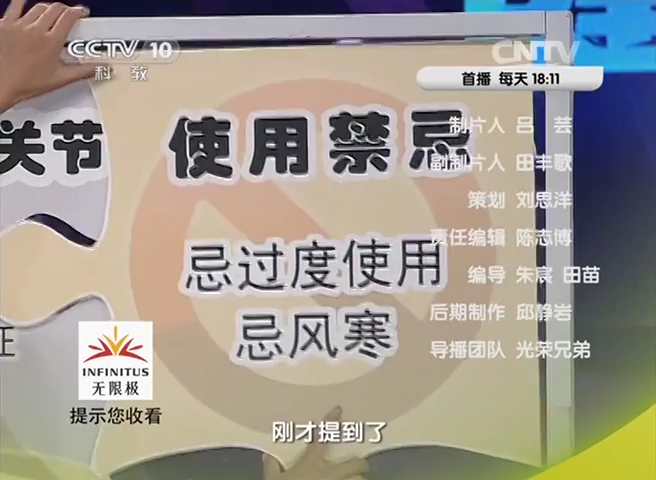 CCTV 10
科教
CNTV
首播 每天 18:11
关节
使用禁忌
忌过度使用
忌风寒
制片人 吕 芸
副制片人 田丰歌
策划 刘思洋
责任编辑 陈志博
编导 朱宸 田苗
后期制作 邱静岩
导播团队 光荣兄弟
INFINITUS
无限极
提示您收看
刚才提到了